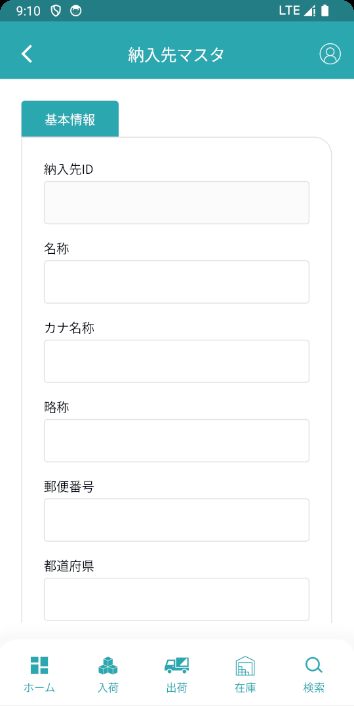 9:10 LTE
納入先マスタ
基本情報
納入先ID
名称
カナ名称
略称
郵便番号
都道府県
ホーム 入荷 出荷 在庫 検索